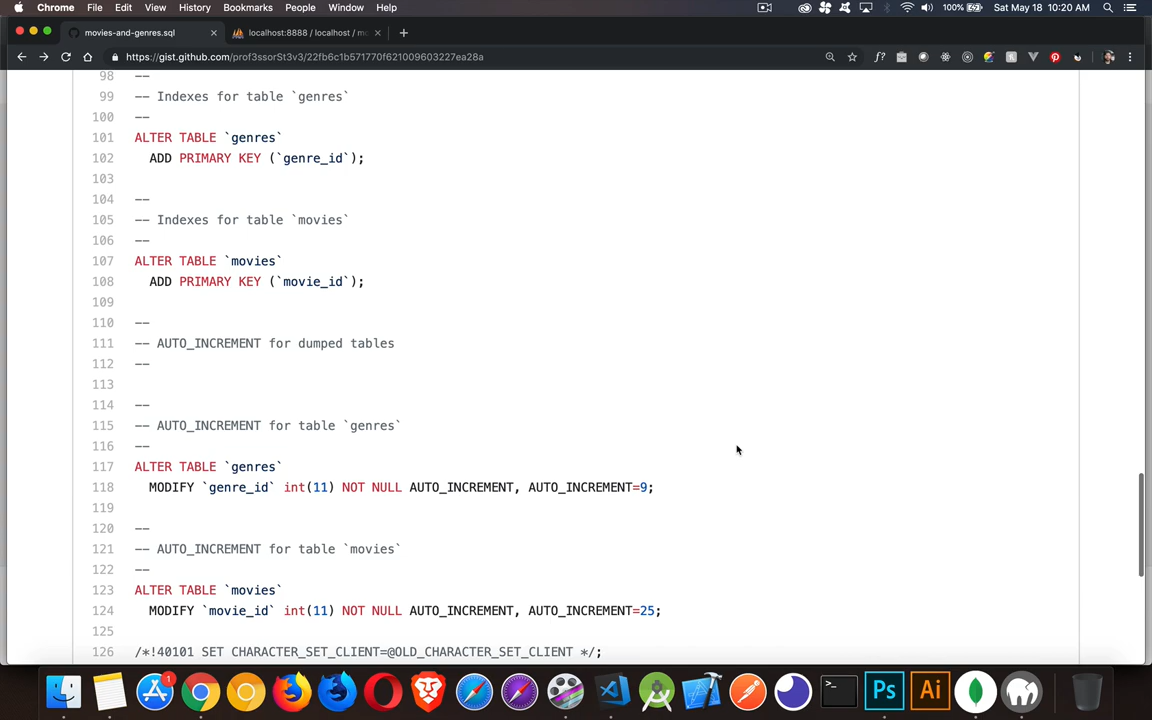 Chrome File Edit View History Bookmarks People Window Help 100% Sat May 18 10:20 AM
movies-and-genres.sql localhost:8888 / localhost / mo
https://gist.github.com/prof3ssorSt3v3/22fb6c1b571770f621009603227ea28a
98 --
99 -- Indexes for table `genres`
100 --
101 ALTER TABLE `genres`
102 ADD PRIMARY KEY (`genre_id`);
103
104 --
105 -- Indexes for table `movies`
106 --
107 ALTER TABLE `movies`
108 ADD PRIMARY KEY (`movie_id`);
109
110 --
111 -- AUTO_INCREMENT for dumped tables
112 --
113
114 --
115 -- AUTO_INCREMENT for table `genres`
116 --
117 ALTER TABLE `genres`
118 MODIFY `genre_id` int(11) NOT NULL AUTO_INCREMENT, AUTO_INCREMENT=9;
119
120 --
121 -- AUTO_INCREMENT for table `movies`
122 --
123 ALTER TABLE `movies`
124 MODIFY `movie_id` int(11) NOT NULL AUTO_INCREMENT, AUTO_INCREMENT=25;
125
126 /*!40101 SET CHARACTER_SET_CLIENT=@OLD_CHARACTER_SET_CLIENT */;
1
>_ Ps Ai